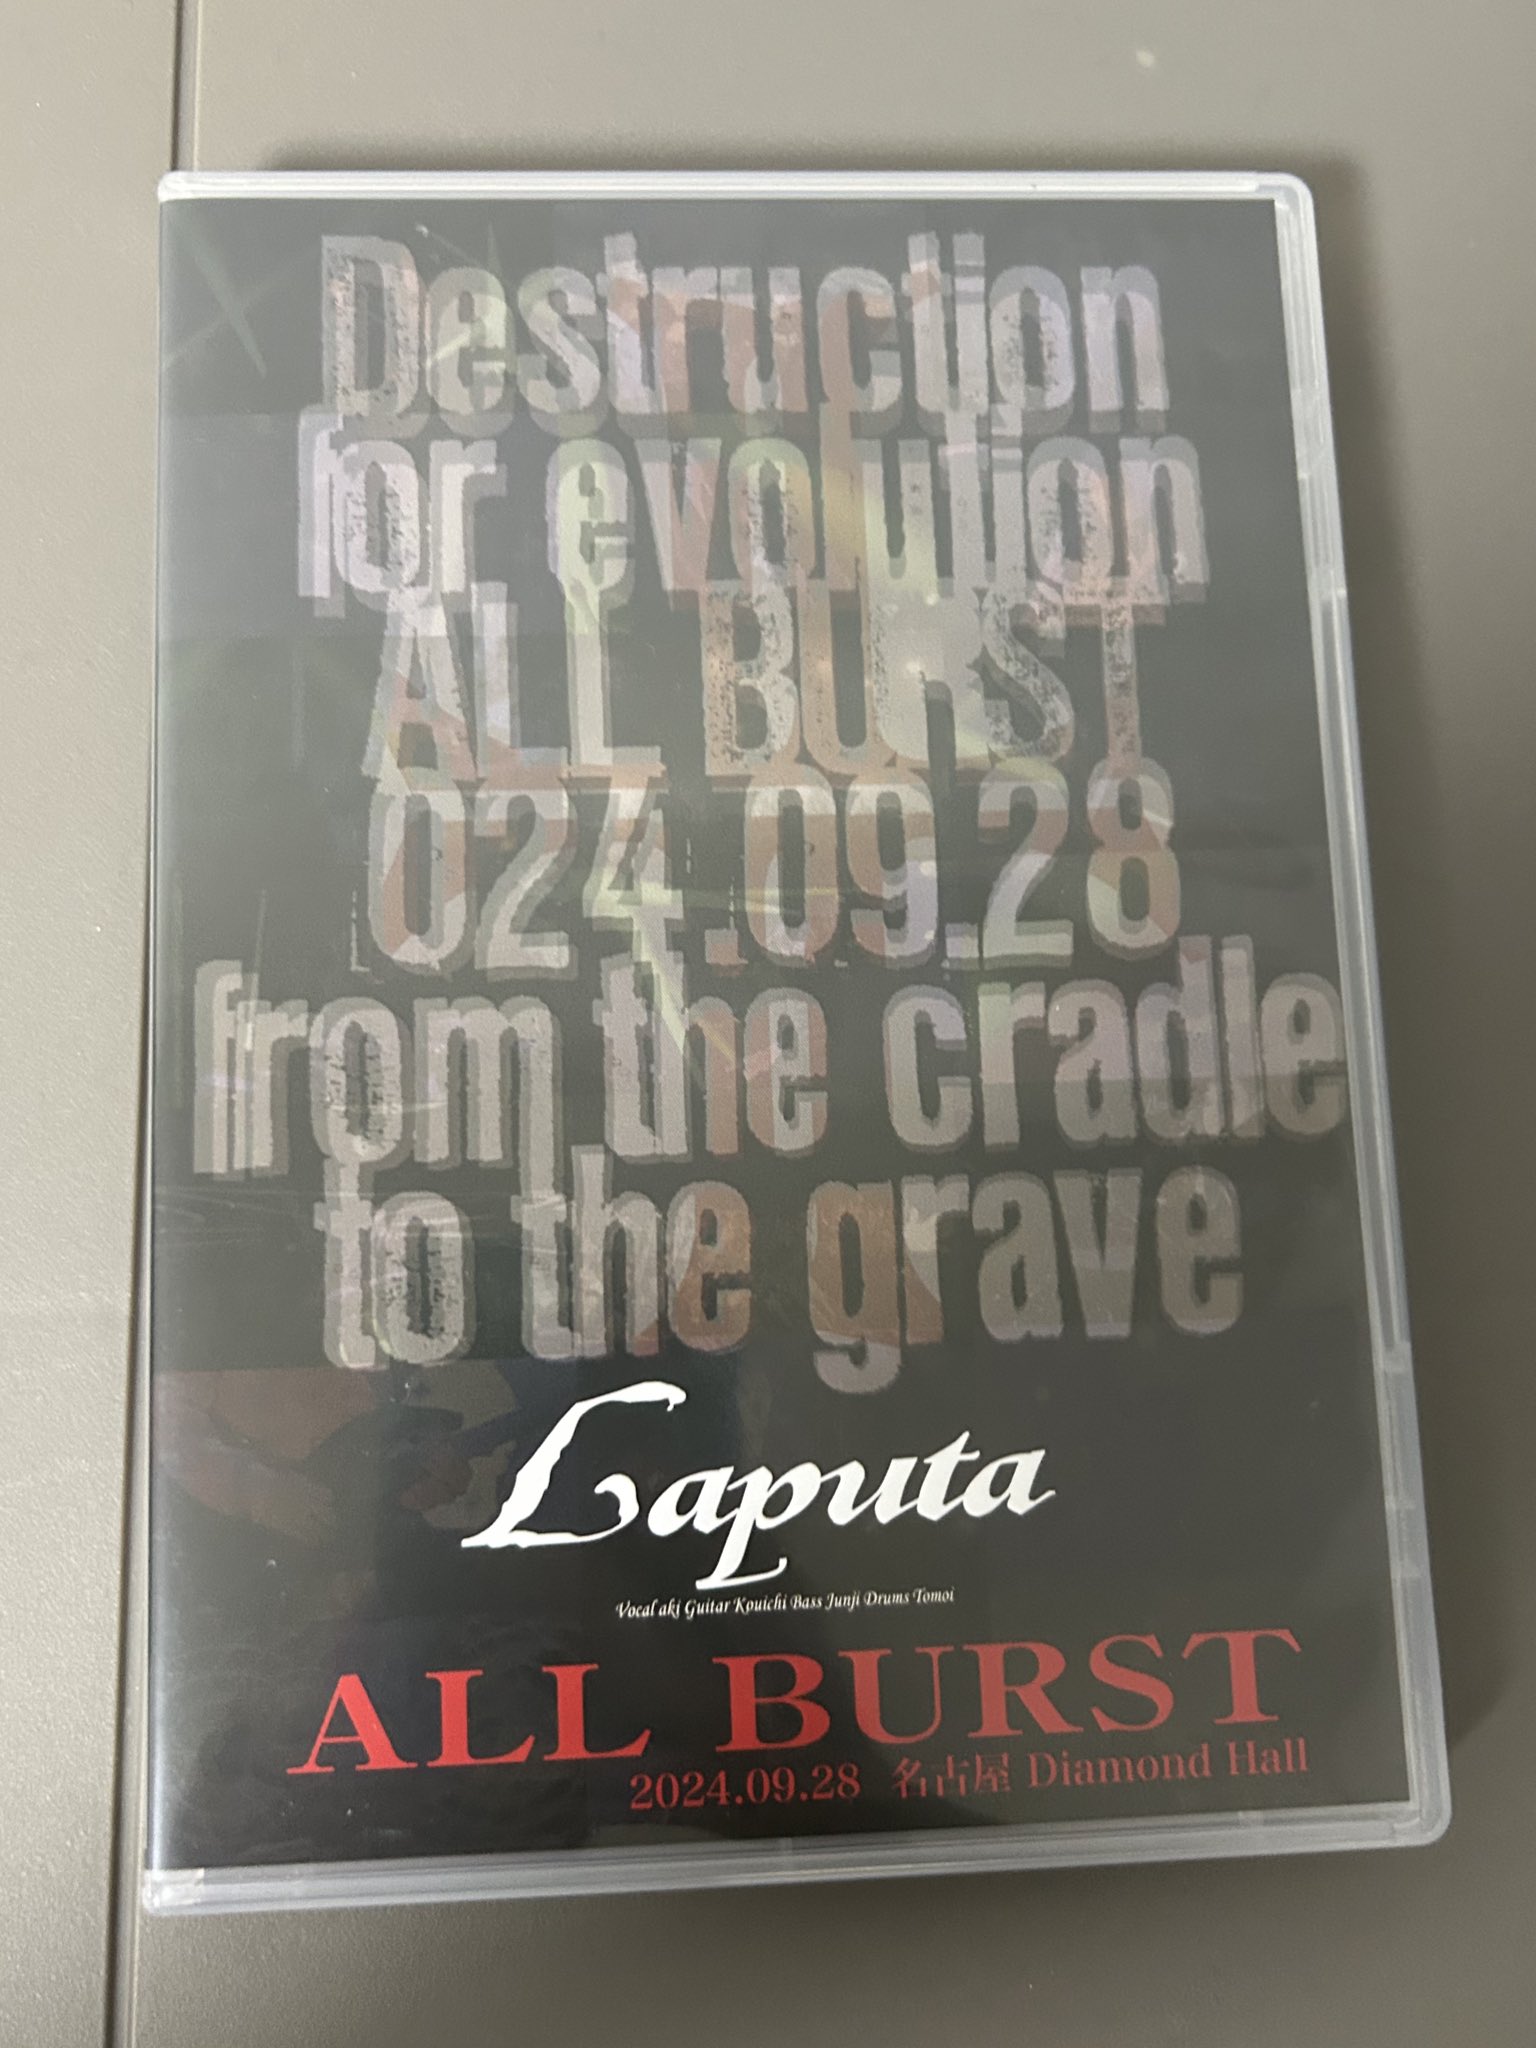 Destruction
for evolution
ALL BURST
024.09.28
from the cradle
to the grave
Laputa
Vocal aki Guitar Kouichi Bass Junji Drums Tomoi
ALL BURST
2024.09.28 名古屋 Diamond Hall